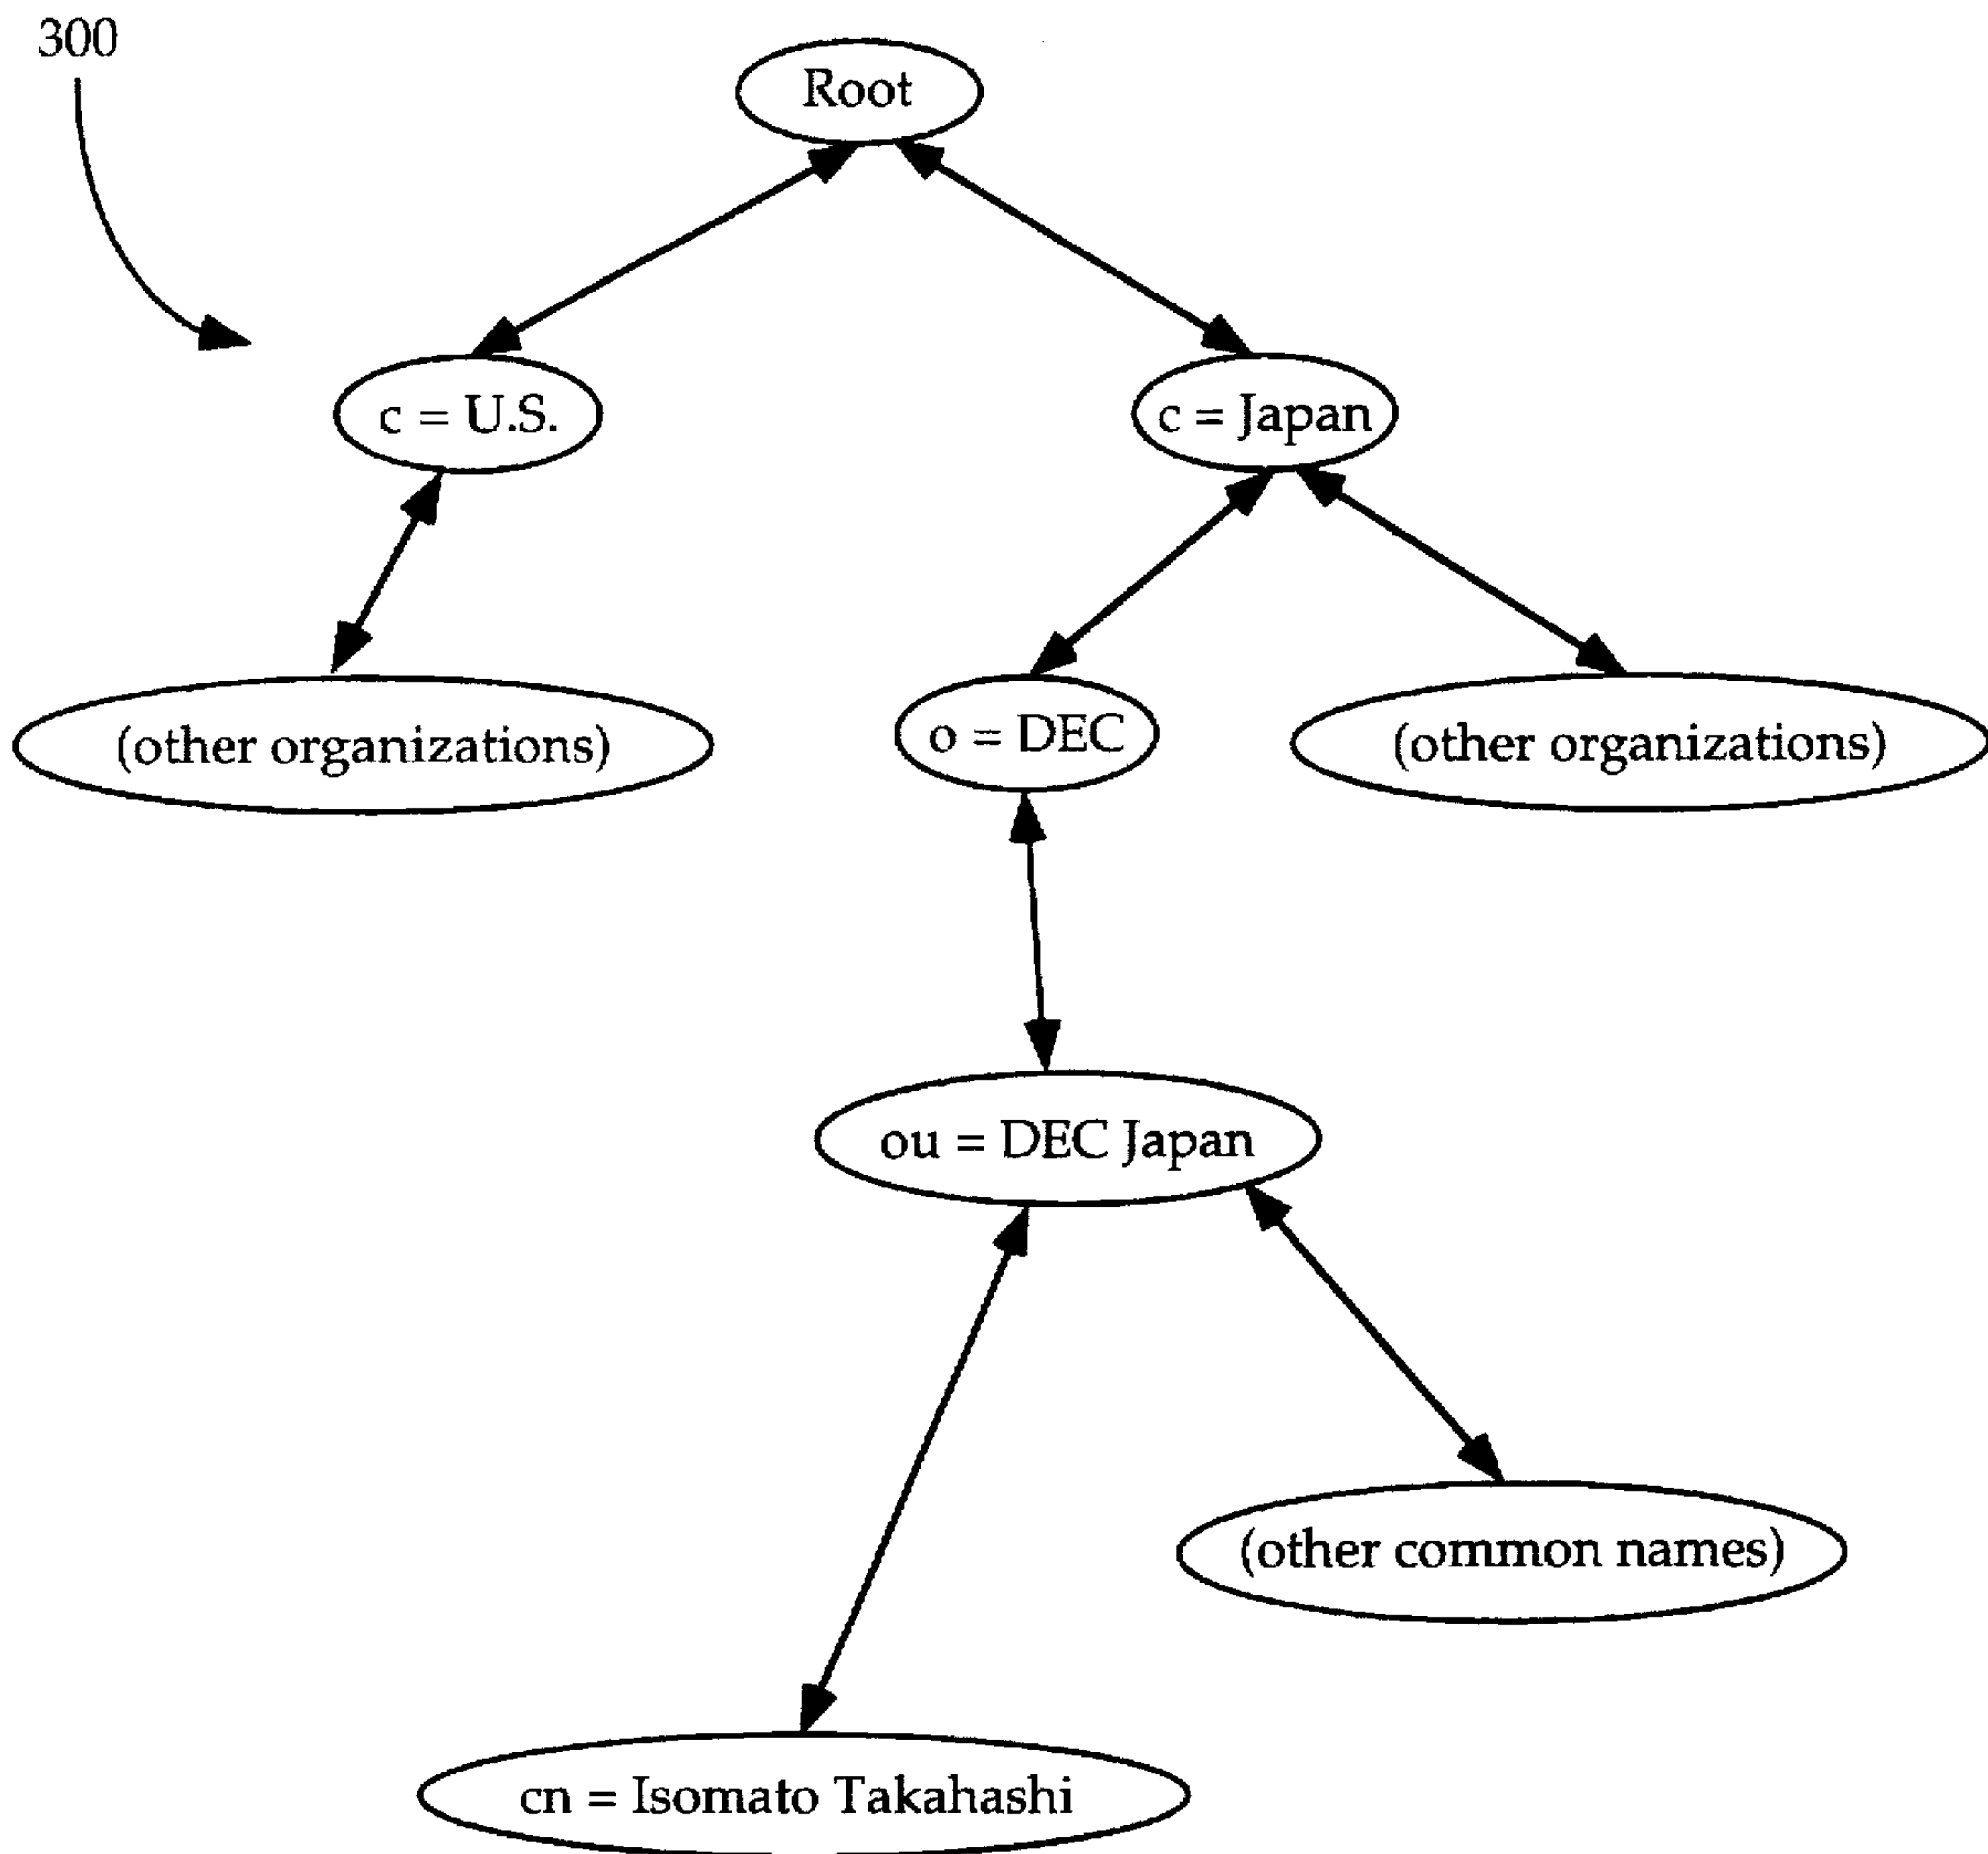 300
Root
c = U.S.
c = Japan
(other organizations)
o = DEC
(other organizations)
ou = DEC Japan
(other common names)
cn = Isomato Takahashi